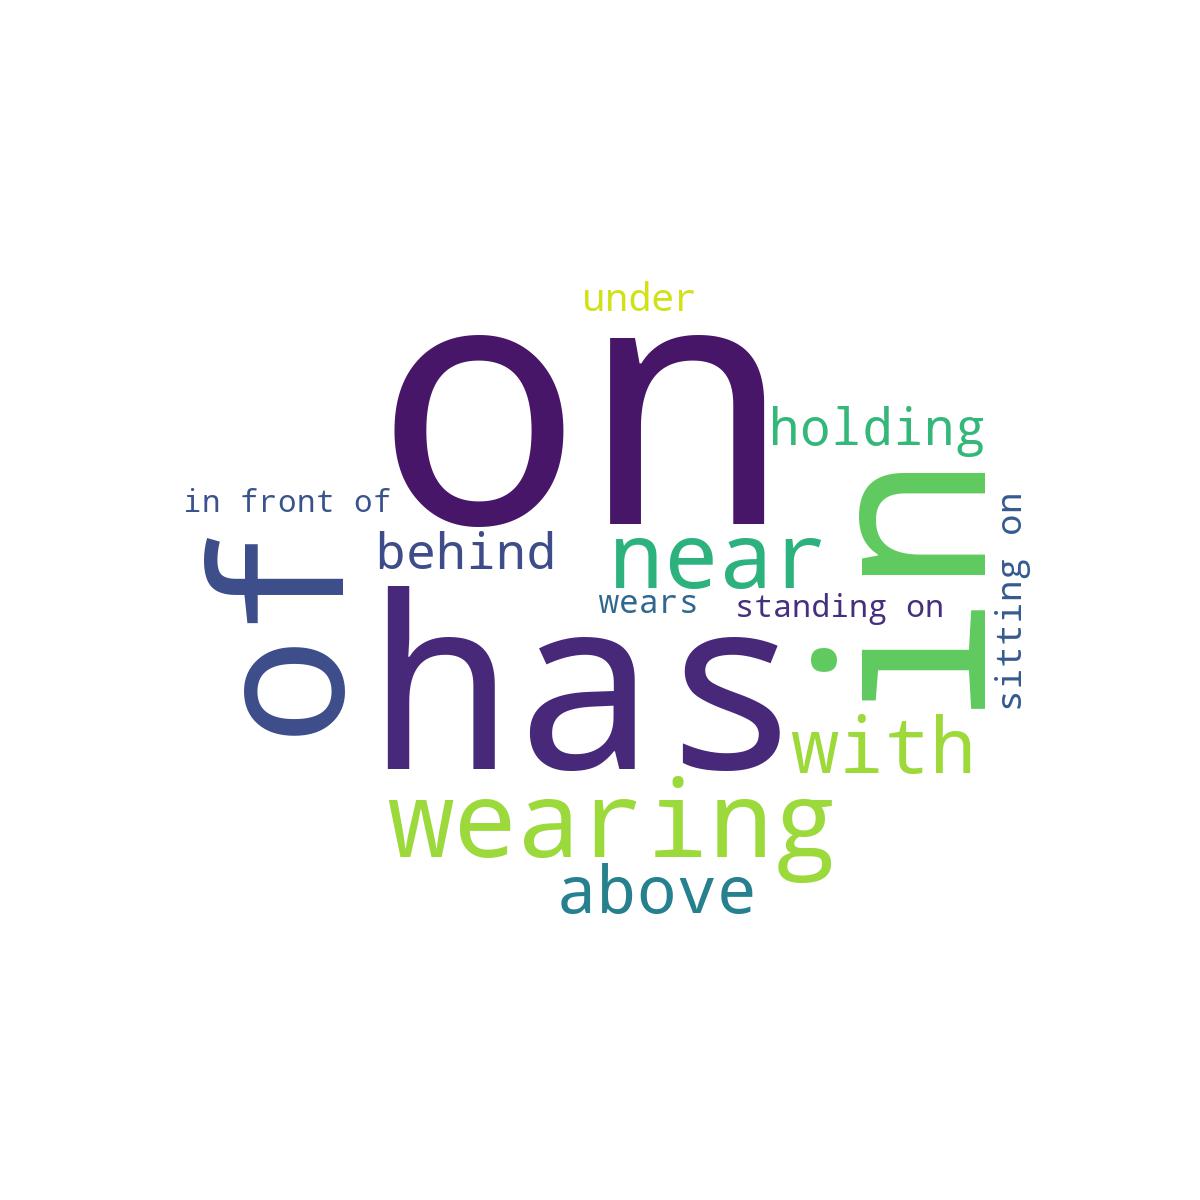 under
on
holding
in front of
of
behind
near
in
sitting on
wears
standing on
has
with
wearing
above